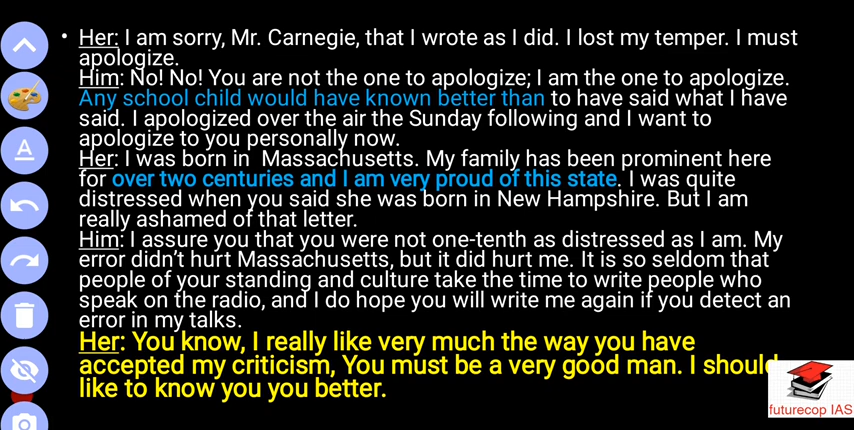 • Her: I am sorry, Mr. Carnegie, that I wrote as I did. I lost my temper. I must
apologize.
Him: No! No! You are not the one to apologize; I am the one to apologize.
Any school child would have known better than to have said what I have
said. I apologized over the air the Sunday following and I want to
apologize to you personally now.
Her: I was born in Massachusetts. My family has been prominent here
for over two centuries and I am very proud of this state. I was quite
distressed when you said she was born in New Hampshire. But I am
really ashamed of that letter.
Him: I assure you that you were not one-tenth as distressed as I am. My
error didn't hurt Massachusetts, but it did hurt me. It is so seldom that
people of your standing and culture take the time to write people who
speak on the radio, and I do hope you will write me again if you detect an
error in my talks.
Her: You know, I really like very much the way you have
accepted my criticism, You must be a very good man. I should
like to know you you better.
futurecop IAS